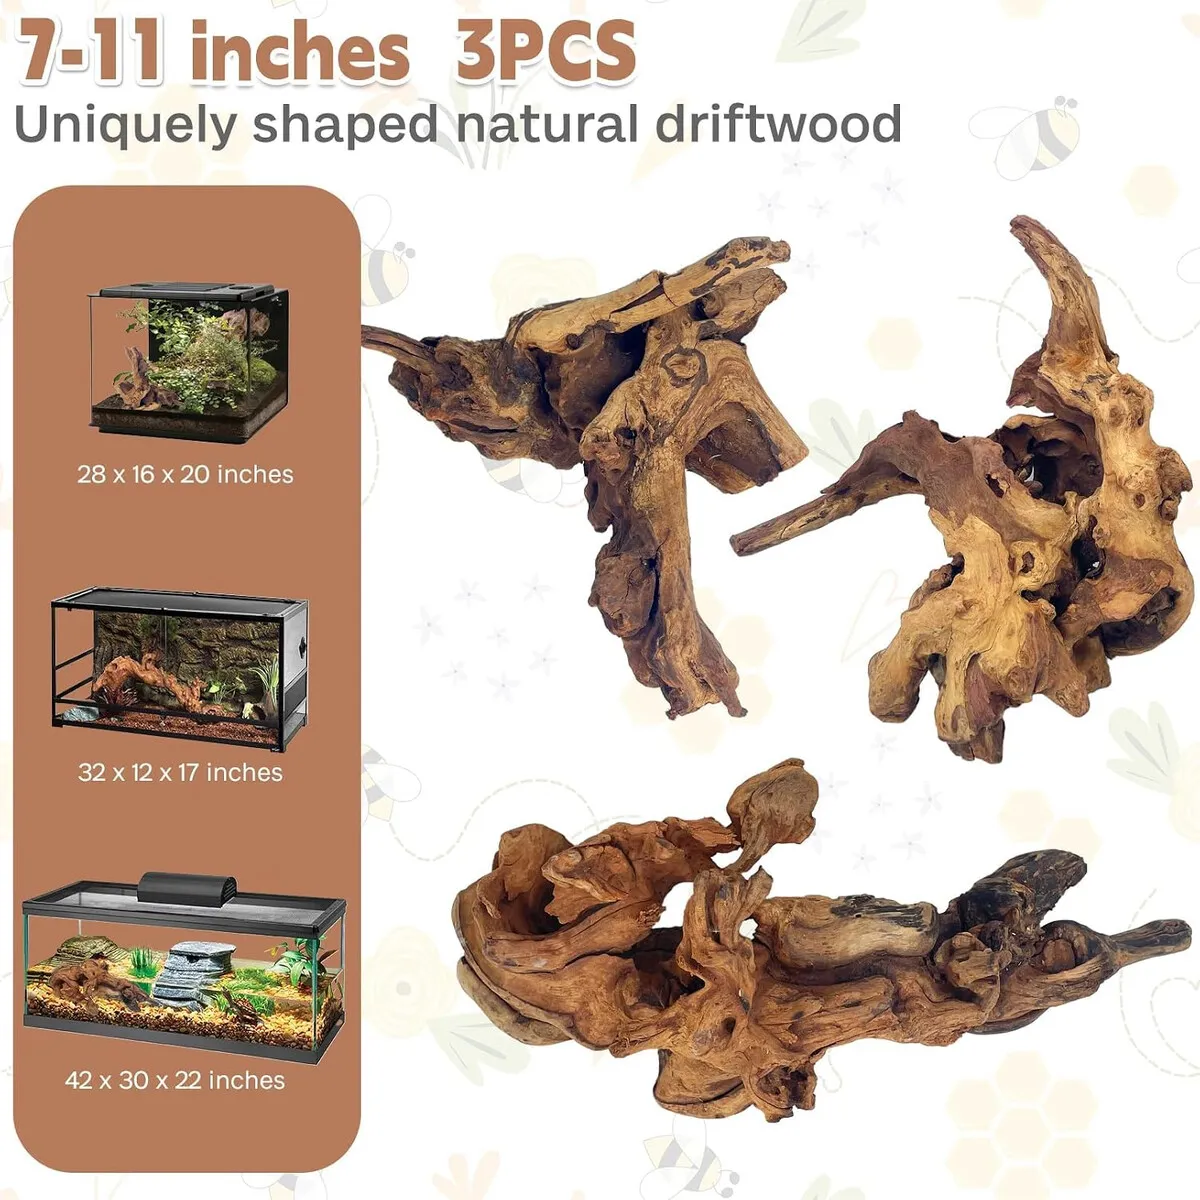 7-11 inches 3PCS
Uniquely shaped natural driftwood
28 x 16 x 20 inches
32 x 12 x 17 inches
42 x 30 x 22 inches